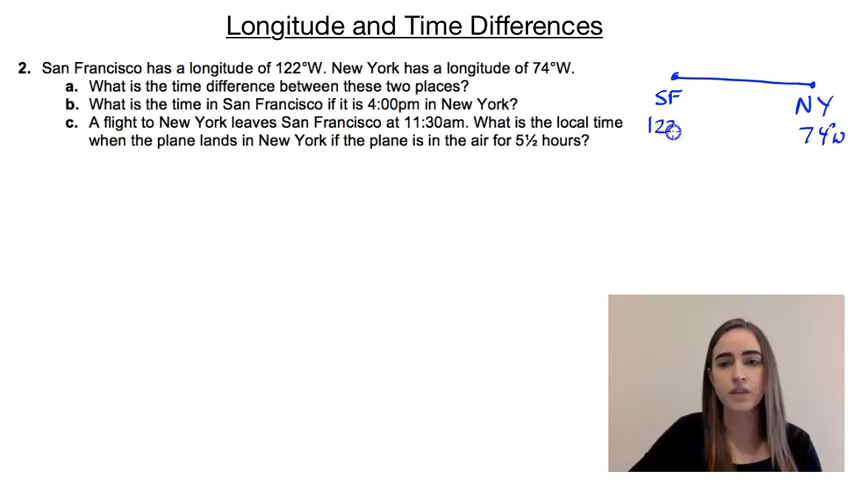 Longitude and Time Differences
2. San Francisco has a longitude of 122°W. New York has a longitude of 74°W.
a. What is the time difference between these two places?
b. What is the time in San Francisco if it is 4:00pm in New York?
c. A flight to New York leaves San Francisco at 11:30am. What is the local time
when the plane lands in New York if the plane is in the air for 5½ hours?
SF
NY
122
74°W